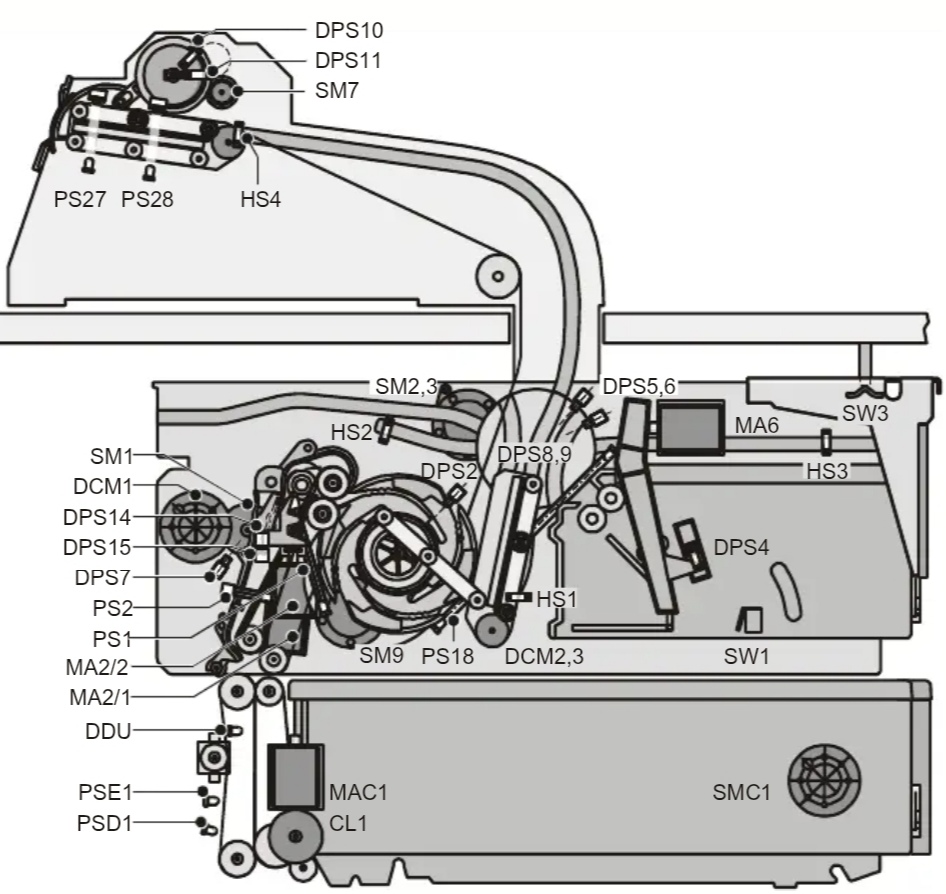 DPS10
DPS11
SM7
PS27 PS28 HS4
SM2,3 DPS5,6
SW3
MA6
HS2
DPS8,9
SM1
DPS2 HS3
DCM1
DPS14
DPS15 DPS4
DPS7
PS2 HS1
PS1
SM9 PS18 DCM2,3 SW1
MA2/2
MA2/1
DDU
PSE1 MAC1 SMC1
PSD1 CL1